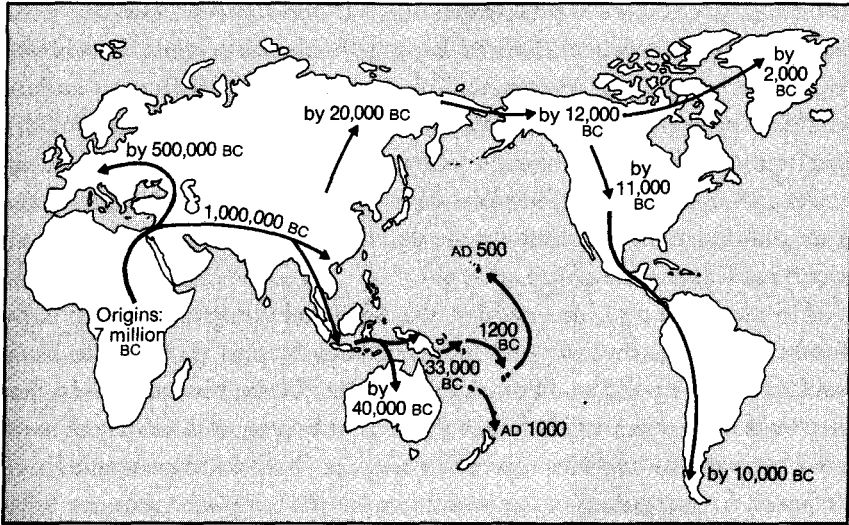 by
2,000
BC
by 20,000 BC
by 12,000
BC
by 500,000 BC
by
11,000
BC
1,000,000 BC
AD 500
Origins:
7 million
BC
1200
BC
33,000
BC
by
40,000 BC
AD 1000
by 10,000 BC